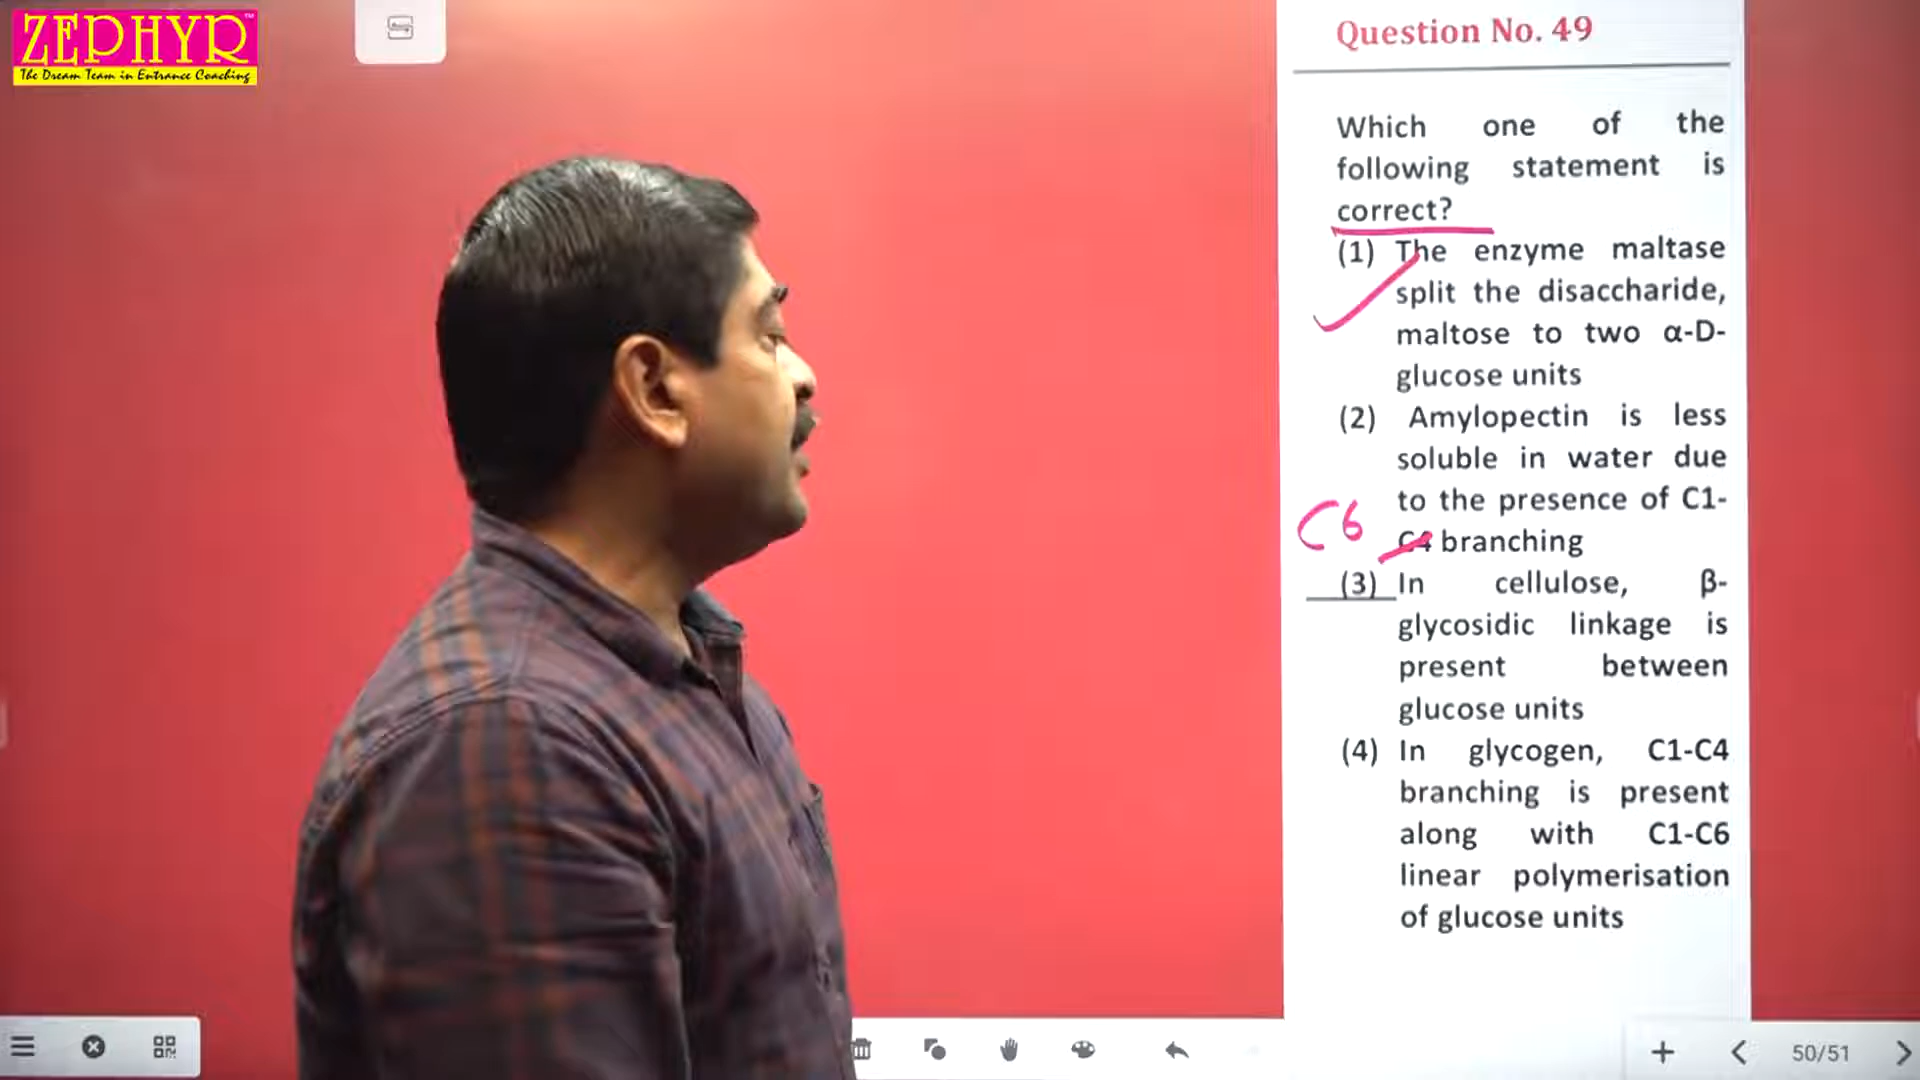 ZEPHYR™
The Dream Team in Entrance Coaching
Question No. 49
Which one of the
following statement is
correct?
(1) The enzyme maltase
split the disaccharide,
maltose to two α-D-
glucose units
(2) Amylopectin is less
soluble in water due
to the presence of C1-
C6 C4 branching
(3) In cellulose, β-
glycosidic linkage is
present between
glucose units
(4) In glycogen, C1-C4
branching is present
along with C1-C6
linear polymerisation
of glucose units
50/51